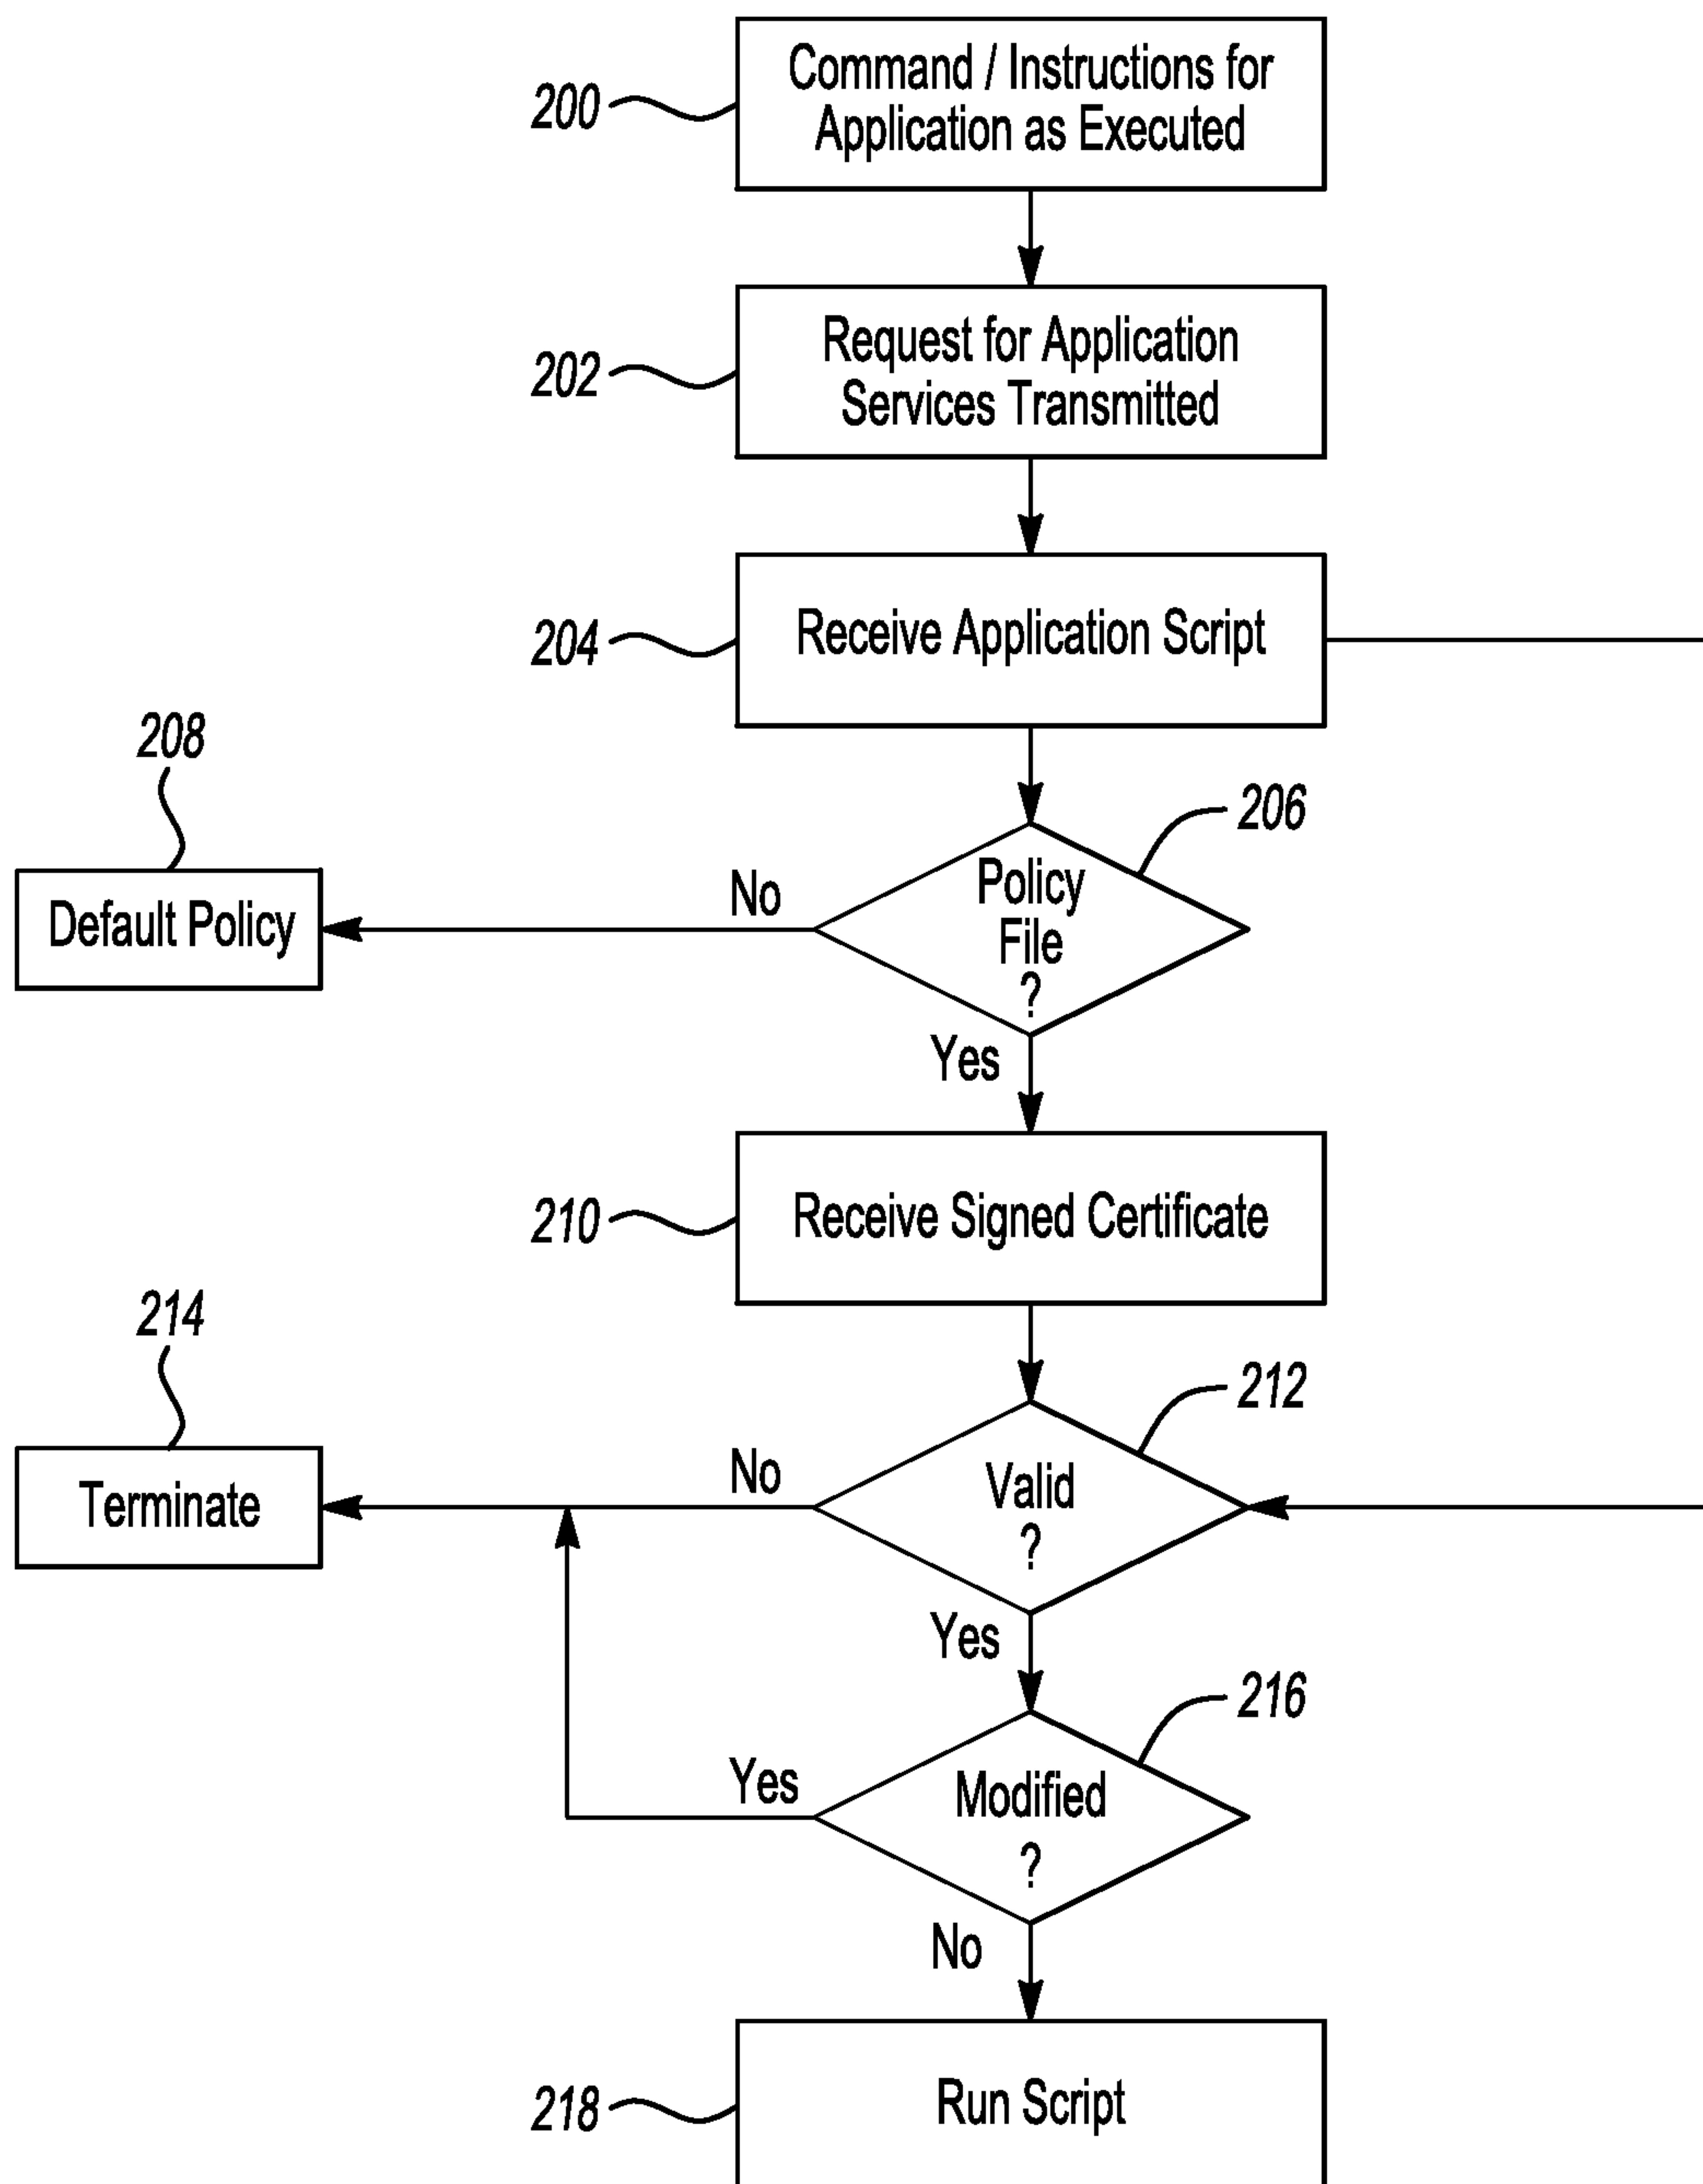 200
Command / Instructions for
Application as Executed
202
Request for Application
Services Transmitted
204
Receive Application Script
208
206
Default Policy
No
Policy
File
?
Yes
210
Receive Signed Certificate
214
212
Terminate
No
Valid
?
Yes
216
Yes
Modified
?
No
218
Run Script